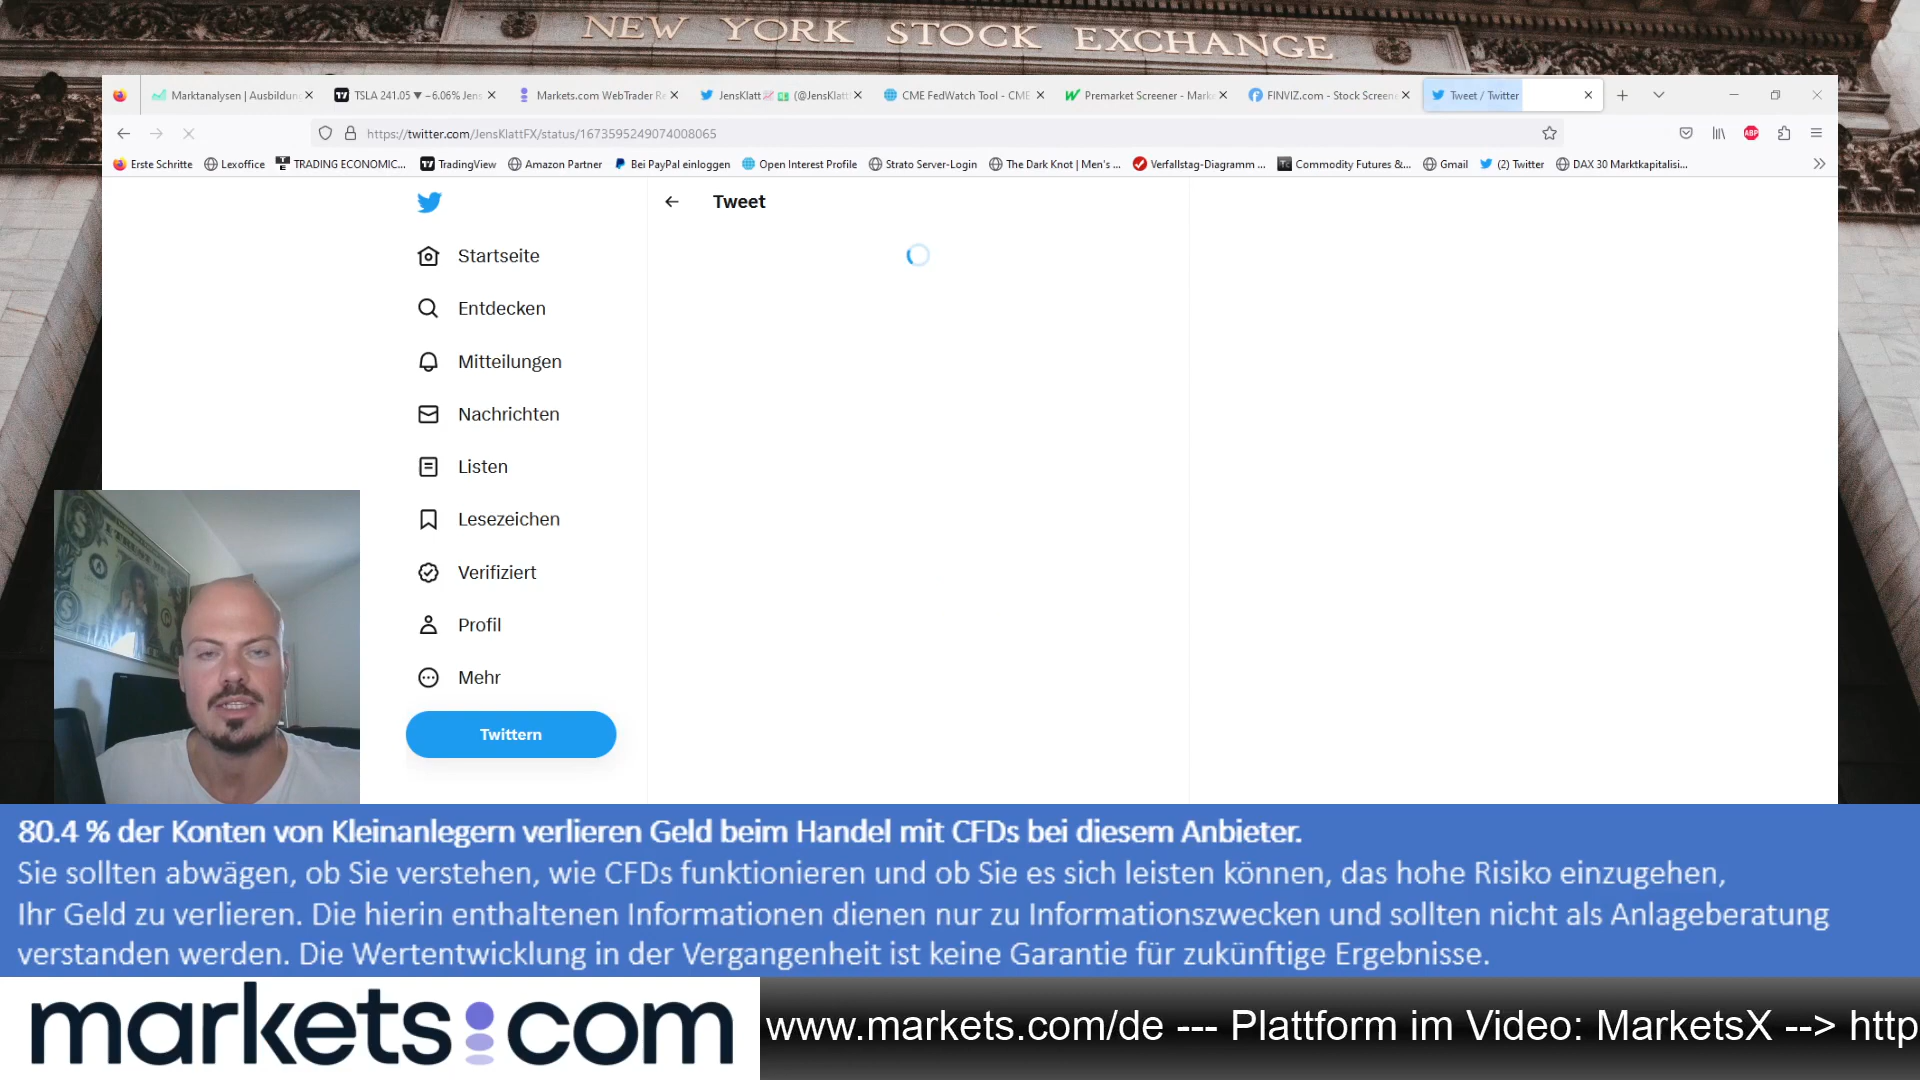 NEW YORK STOCK EXCHANGE
Marktanalysen | Ausbildun
TSLA 241.05 ▼ −6.06% Jens
Markets.com WebTrader Re
JensKlatt📈💵 (@JensKlatt
CME FedWatch Tool - CME
Premarket Screener - Marke
FINVIZ.com - Stock Screene
Tweet / Twitter
https://twitter.com/JensKlattFX/status/1673595249074008065
ABP
Erste Schritte
Lexoffice
TRADING ECONOMIC...
TradingView
Amazon Partner
Bei PayPal einloggen
Open Interest Profile
Strato Server-Login
The Dark Knot | Men's ...
Verfallstag-Diagramm ...
Commodity Futures &...
Gmail
(2) Twitter
DAX 30 Marktkapitalisi...
Tweet
Startseite
Entdecken
Mitteilungen
Nachrichten
Listen
Lesezeichen
Verifiziert
Profil
Mehr
Twittern
80.4 % der Konten von Kleinanlegern verlieren Geld beim Handel mit CFDs bei diesem Anbieter.
Sie sollten abwägen, ob Sie verstehen, wie CFDs funktionieren und ob Sie es sich leisten können, das hohe Risiko einzugehen,
Ihr Geld zu verlieren. Die hierin enthaltenen Informationen dienen nur zu Informationszwecken und sollten nicht als Anlageberatung
verstanden werden. Die Wertentwicklung in der Vergangenheit ist keine Garantie für zukünftige Ergebnisse.
markets.com
www.markets.com/de --- Plattform im Video: MarketsX --> http